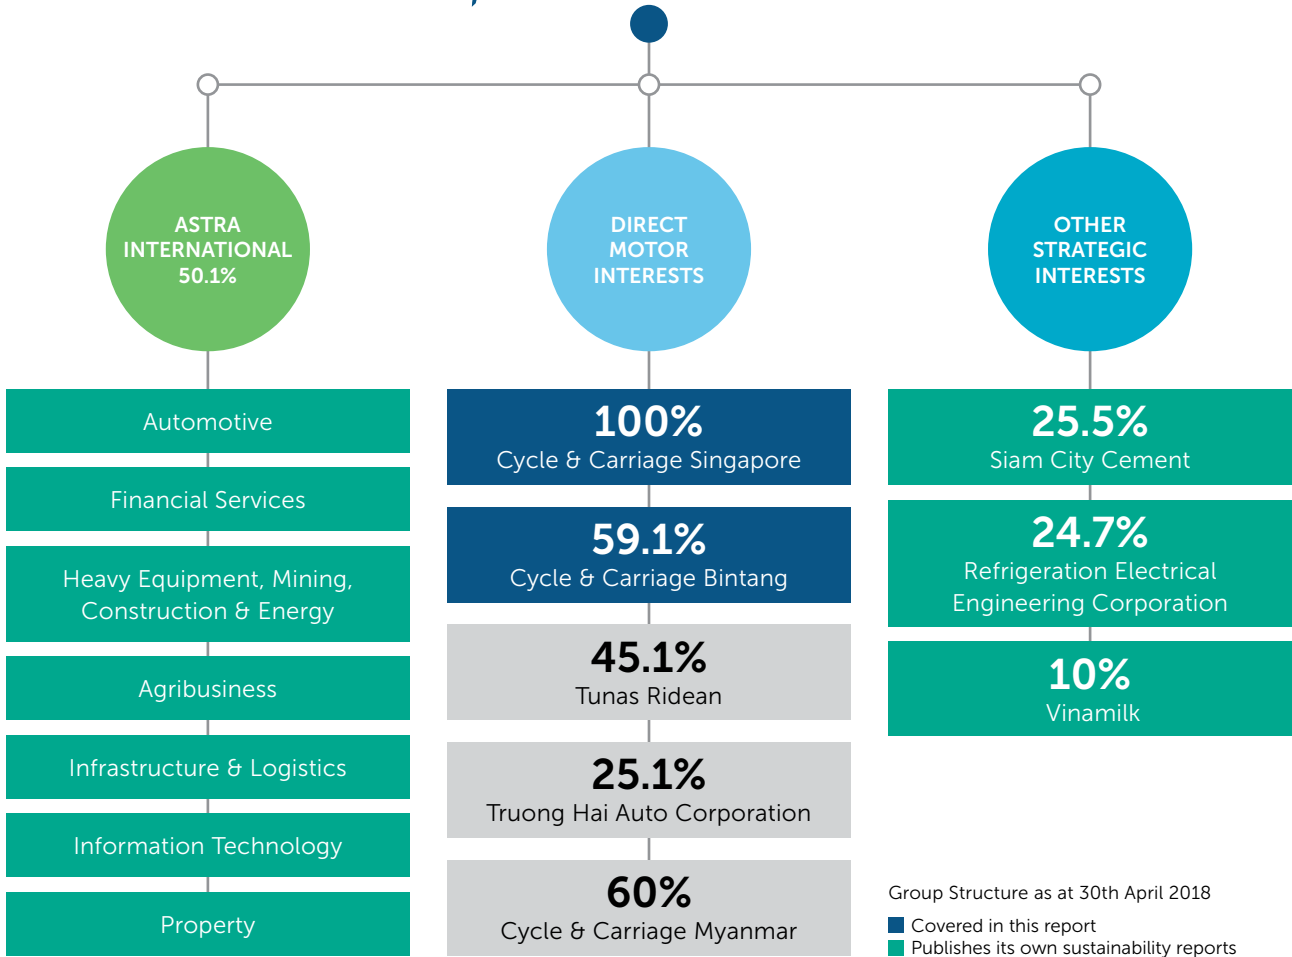 ASTRA
INTERNATIONAL
50.1%
DIRECT
MOTOR
INTERESTS
OTHER
STRATEGIC
INTERESTS
Automotive
Financial Services
Heavy Equipment, Mining,
Construction & Energy
Agribusiness
Infrastructure & Logistics
Information Technology
Property
100%
Cycle & Carriage Singapore
59.1%
Cycle & Carriage Bintang
45.1%
Tunas Ridean
25.1%
Truong Hai Auto Corporation
60%
Cycle & Carriage Myanmar
25.5%
Siam City Cement
24.7%
Refrigeration Electrical
Engineering Corporation
10%
Vinamilk
Group Structure as at 30th April 2018
Covered in this report
Publishes its own sustainability reports